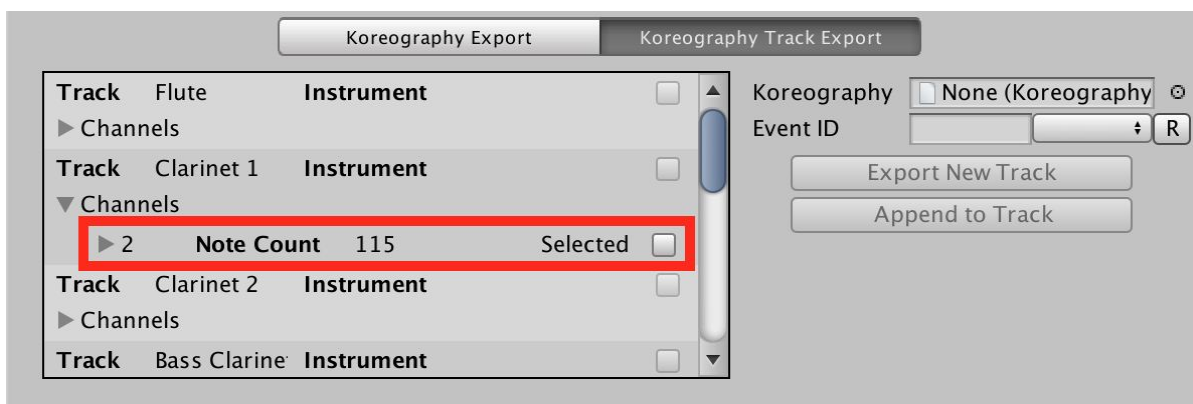 Koreography Export Koreography Track Export
Track Flute Instrument
Channels
Track Clarinet 1 Instrument
Channels
2 Note Count 115 Selected
Track Clarinet 2 Instrument
Channels
Track Bass Clarine Instrument
Koreography None (Koreography
Event ID R
Export New Track
Append to Track